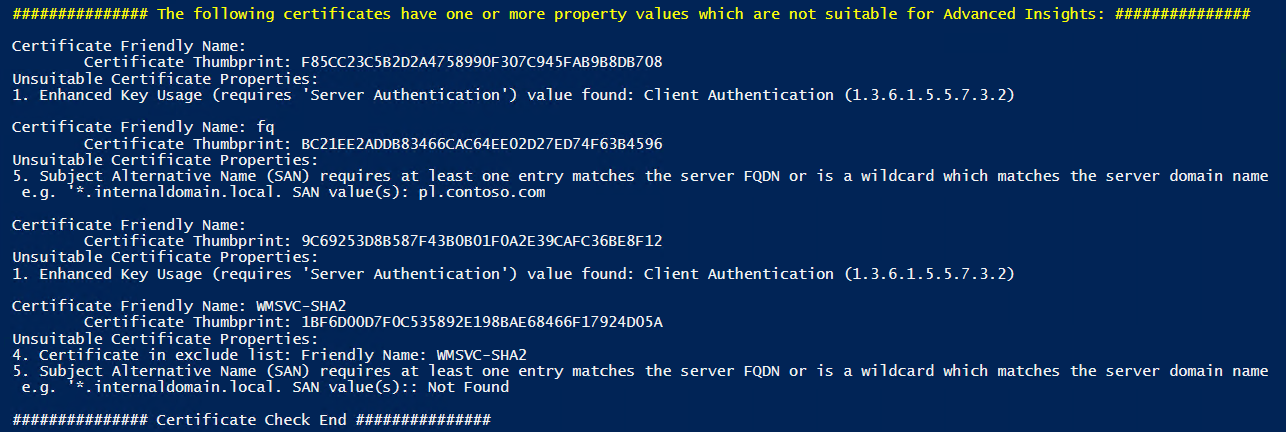 ############### The following certificates have one or more property values which are not suitable for Advanced Insights: ###############
Certificate Friendly Name:
Certificate Thumbprint: F85CC23C5B2D2A4758990F307C945FAB9B8DB708
Unsuitable Certificate Properties:
1. Enhanced Key Usage (requires 'Server Authentication') value found: Client Authentication (1.3.6.1.5.5.7.3.2)
Certificate Friendly Name: fq
Certificate Thumbprint: BC21EE2ADDB83466CAC64EE02D27ED74F63B4596
Unsuitable Certificate Properties:
5. Subject Alternative Name (SAN) requires at least one entry matches the server FQDN or is a wildcard which matches the server domain name
e.g. '*.internaldomain.local. SAN value(s): pl.contoso.com
Certificate Friendly Name:
Certificate Thumbprint: 9C69253D8B587F43B0B01F0A2E39CAFC36BE8F12
Unsuitable Certificate Properties:
1. Enhanced Key Usage (requires 'Server Authentication') value found: Client Authentication (1.3.6.1.5.5.7.3.2)
Certificate Friendly Name: WMSVC-SHA2
Certificate Thumbprint: 1BF6D00D7F0C535892E198BAE68466F17924D05A
Unsuitable Certificate Properties:
4. Certificate in exclude list: Friendly Name: WMSVC-SHA2
5. Subject Alternative Name (SAN) requires at least one entry matches the server FQDN or is a wildcard which matches the server domain name
e.g. '*.internaldomain.local. SAN value(s):: Not Found
############### Certificate Check End ###############